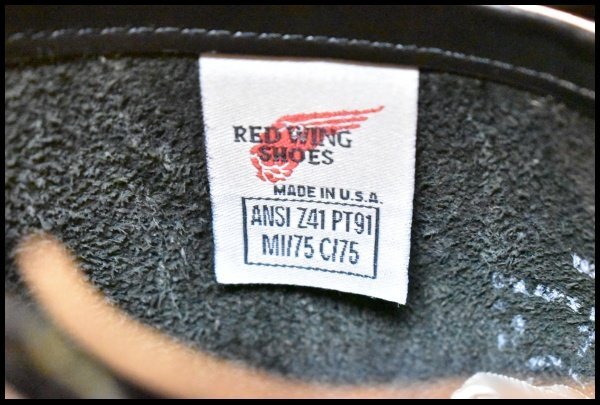 RED WING
SHOES
MADE IN U.S.A.
ANSI Z41 PT91
MI/75 C/75